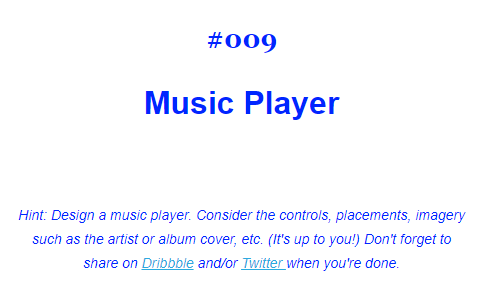 #009
Music Player
Hint: Design a music player. Consider the controls, placements, imagery
such as the artist or album cover, etc. (It's up to you!) Don't forget to
share on Dribbble and/or Twitter when you're done.